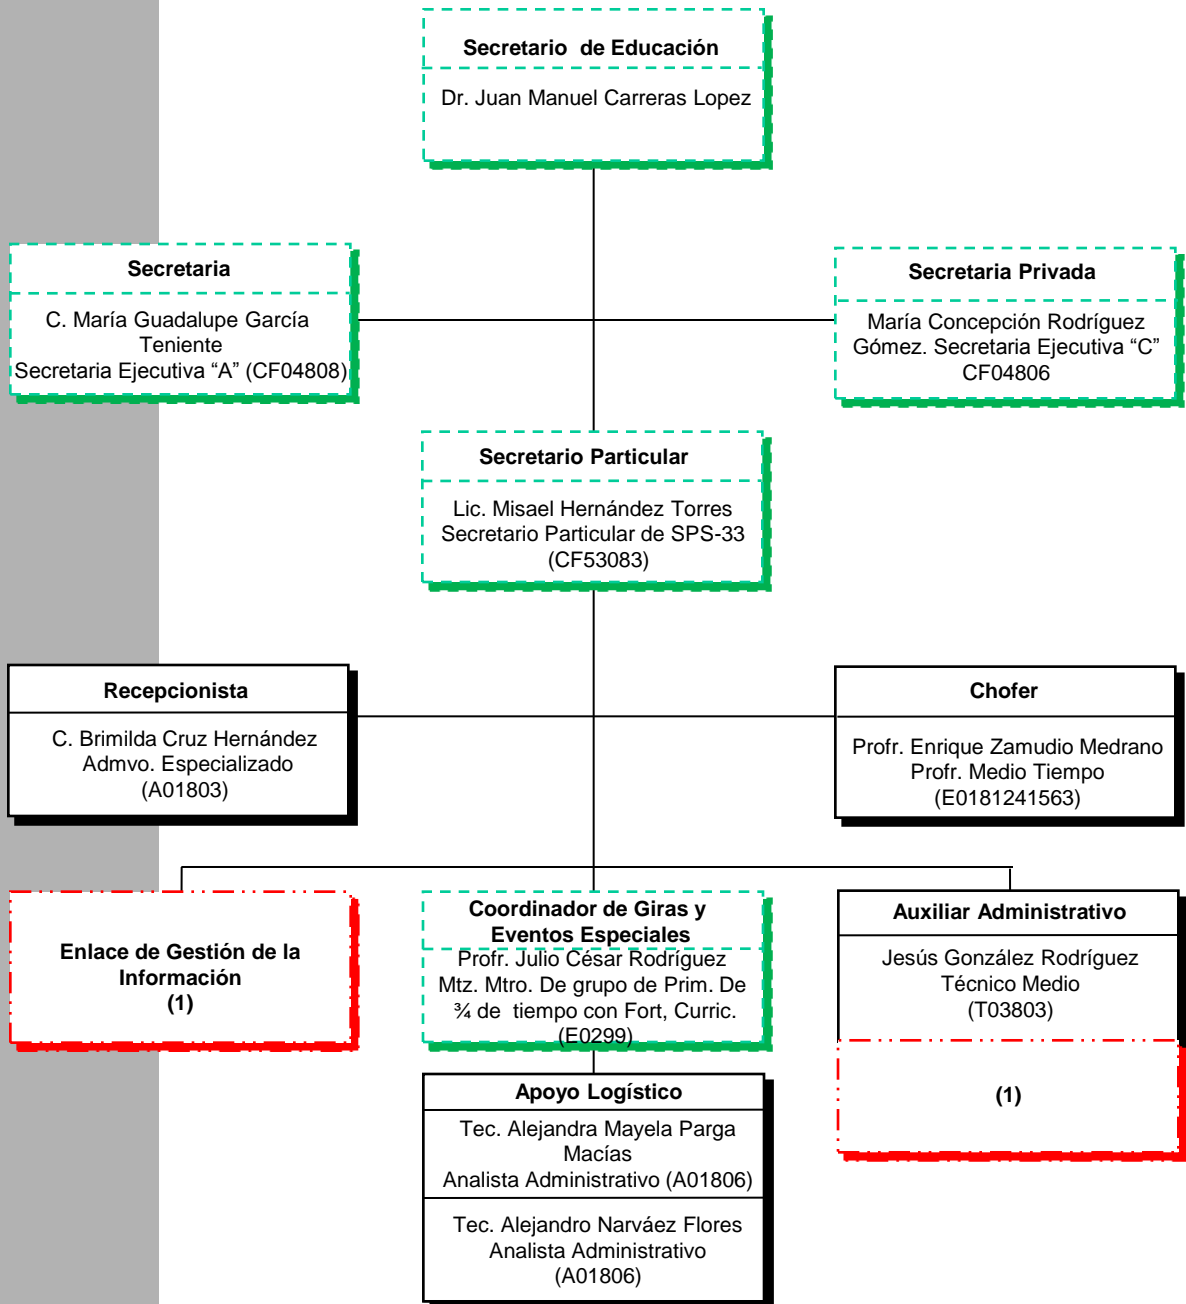 Secretario de Educación
Dr. Juan Manuel Carreras Lopez
Secretaria
C. María Guadalupe García
Teniente
Secretaria Ejecutiva “A” (CF04808)
Secretaria Privada
María Concepción Rodríguez
Gómez. Secretaria Ejecutiva “C”
CF04806
Secretario Particular
Lic. Misael Hernández Torres
Secretario Particular de SPS-33
(CF53083)
Recepcionista
C. Brimilda Cruz Hernández
Admvo. Especializado
(A01803)
Chofer
Profr. Enrique Zamudio Medrano
Profr. Medio Tiempo
(E0181241563)
Enlace de Gestión de la
Información
(1)
Coordinador de Giras y
Eventos Especiales
Profr. Julio César Rodríguez
Mtz. Mtro. De grupo de Prim. De
¾ de tiempo con Fort, Curric.
(E0299)
Auxiliar Administrativo
Jesús González Rodríguez
Técnico Medio
(T03803)
(1)
Apoyo Logístico
Tec. Alejandra Mayela Parga
Macías
Analista Administrativo (A01806)
Tec. Alejandro Narváez Flores
Analista Administrativo
(A01806)